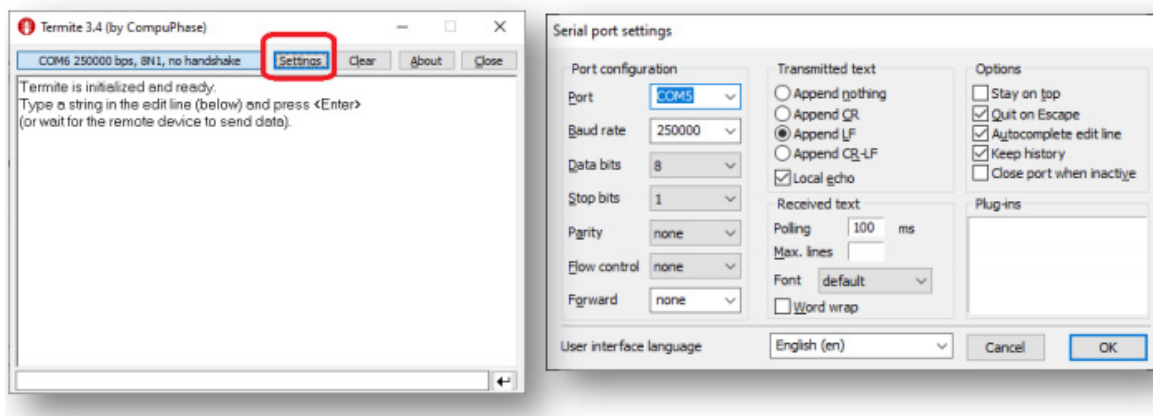 Termite 3.4 (by CompuPhase)
COM6 250000 bps, 8N1, no handshake
Settings
Clear
About
Close
Termite is initialized and ready.
Type a string in the edit line (below) and press <Enter>
(or wait for the remote device to send data).
Serial port settings
Port configuration
Port COM5
Baud rate 250000
Data bits 8
Stop bits 1
Parity none
Flow control none
Forward none
Transmitted text
Append nothing
Append CR
Append LF
Append CR-LF
Local echo
Received text
Polling 100 ms
Max. lines
Font default
Word wrap
Options
Stay on top
Quit on Escape
Autocomplete edit line
Keep history
Close port when inactive
Plug-ins
User interface language English (en)
Cancel
OK